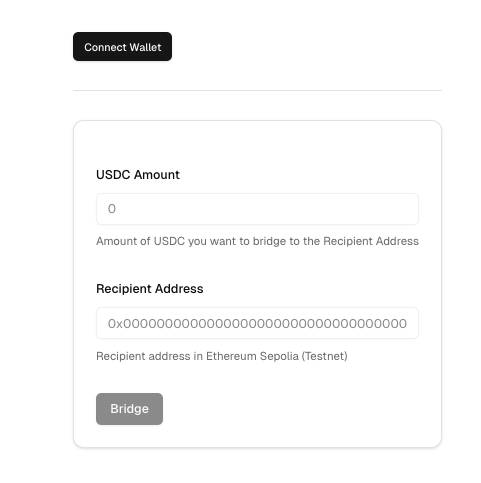 Connect Wallet
USDC Amount
0
Amount of USDC you want to bridge to the Recipient Address
Recipient Address
0x00000000000000000000000000000000000
Recipient address in Ethereum Sepolia (Testnet)
Bridge